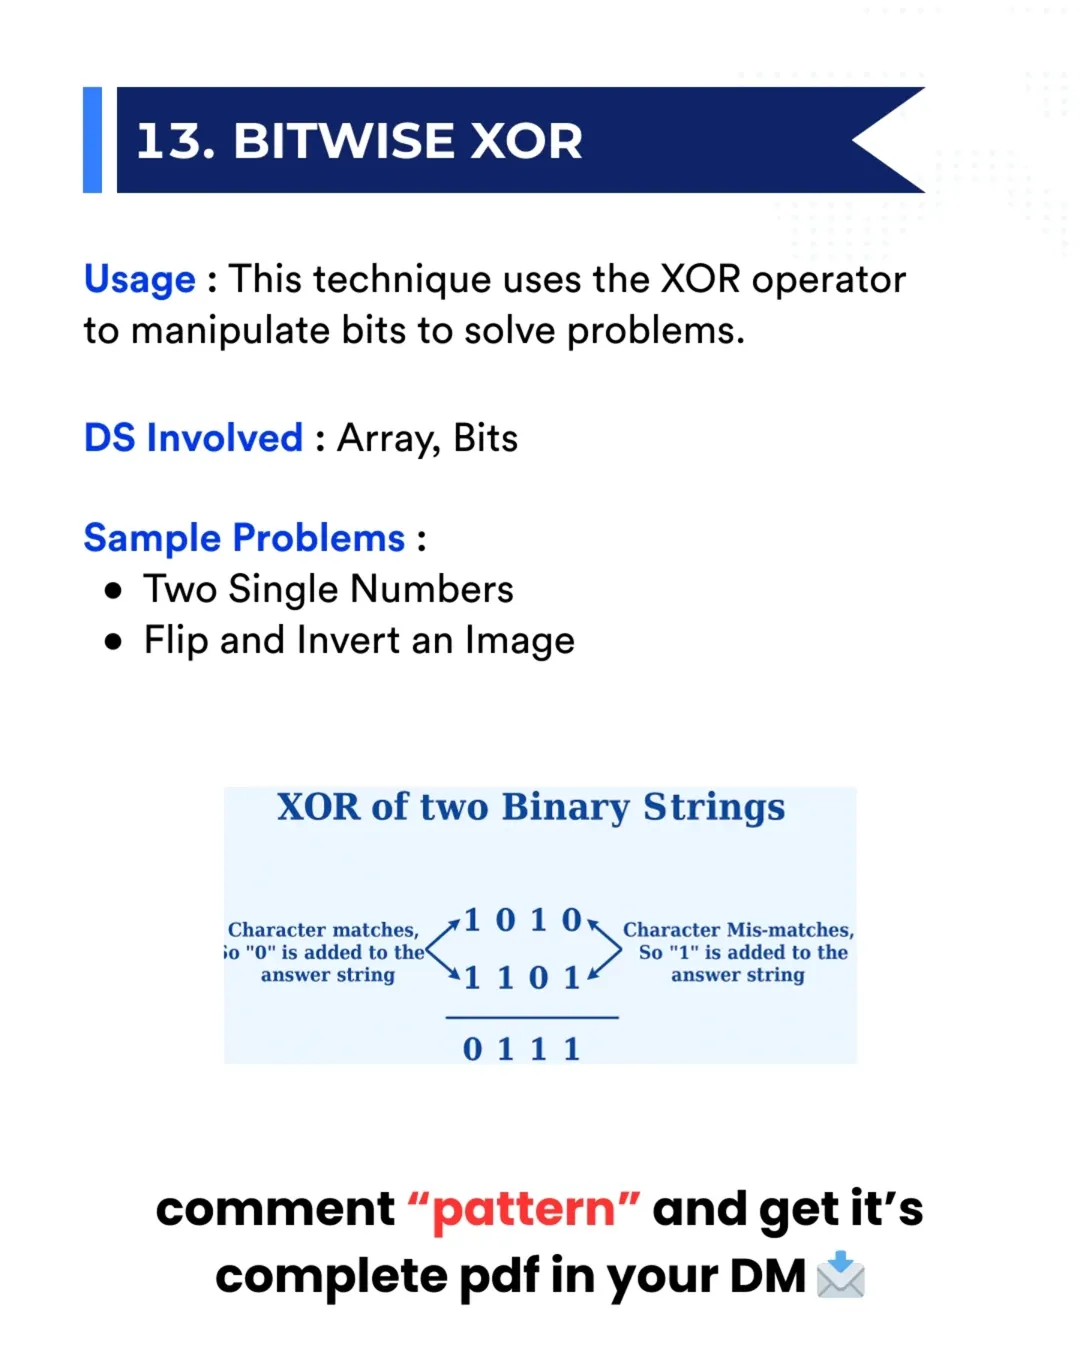 13. BITWISE XOR
Usage : This technique uses the XOR operator
to manipulate bits to solve problems.
DS Involved : Array, Bits
Sample Problems :
● Two Single Numbers
● Flip and Invert an Image
XOR of two Binary Strings
Character matches,
So "0" is added to the
answer string
1 0 1 0
1 1 0 1
0 1 1 1
Character Mis-matches,
So "1" is added to the
answer string
comment “pattern” and get it’s
complete pdf in your DM